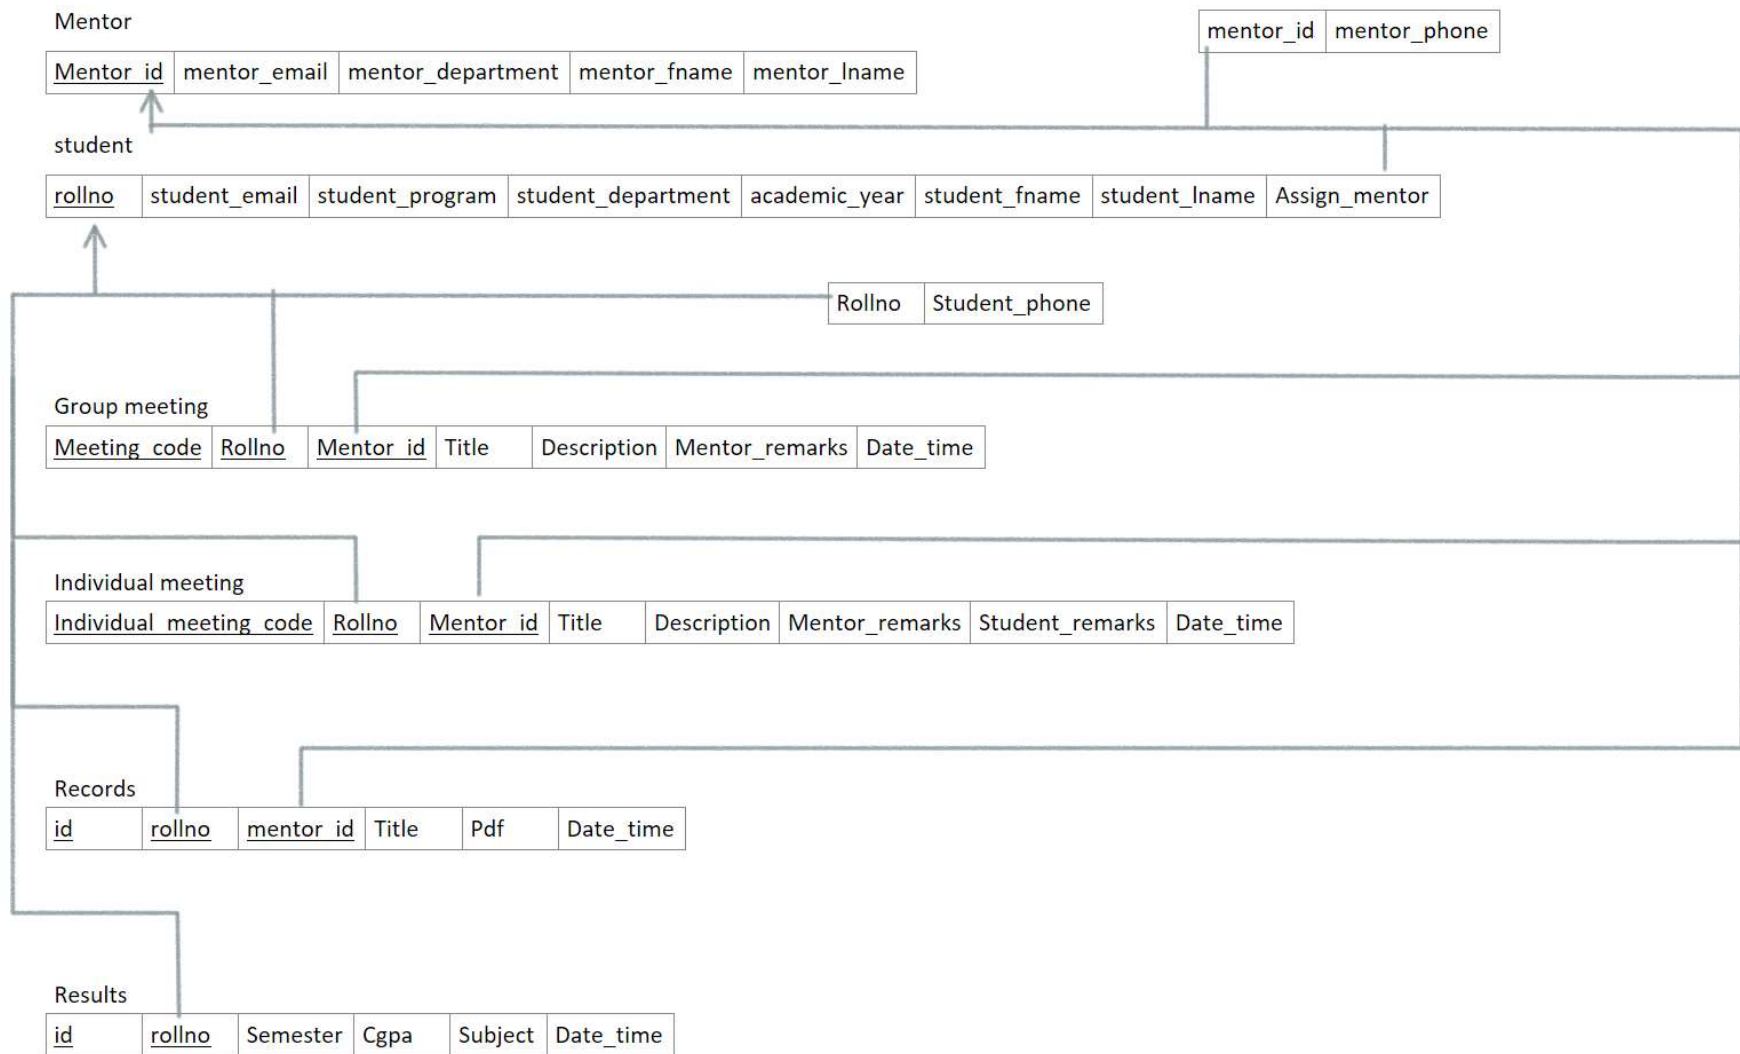 Mentor
mentor_id mentor_phone
Mentor_id mentor_email mentor_department mentor_fname mentor_lname
student
rollno student_email student_program student_department academic_year student_fname student_lname Assign_mentor
Rollno Student_phone
Group meeting
Meeting_code Rollno Mentor_id Title Description Mentor_remarks Date_time
Individual meeting
Individual_meeting_code Rollno Mentor_id Title Description Mentor_remarks Student_remarks Date_time
Records
id rollno mentor_id Title Pdf Date_time
Results
id rollno Semester Cgpa Subject Date_time